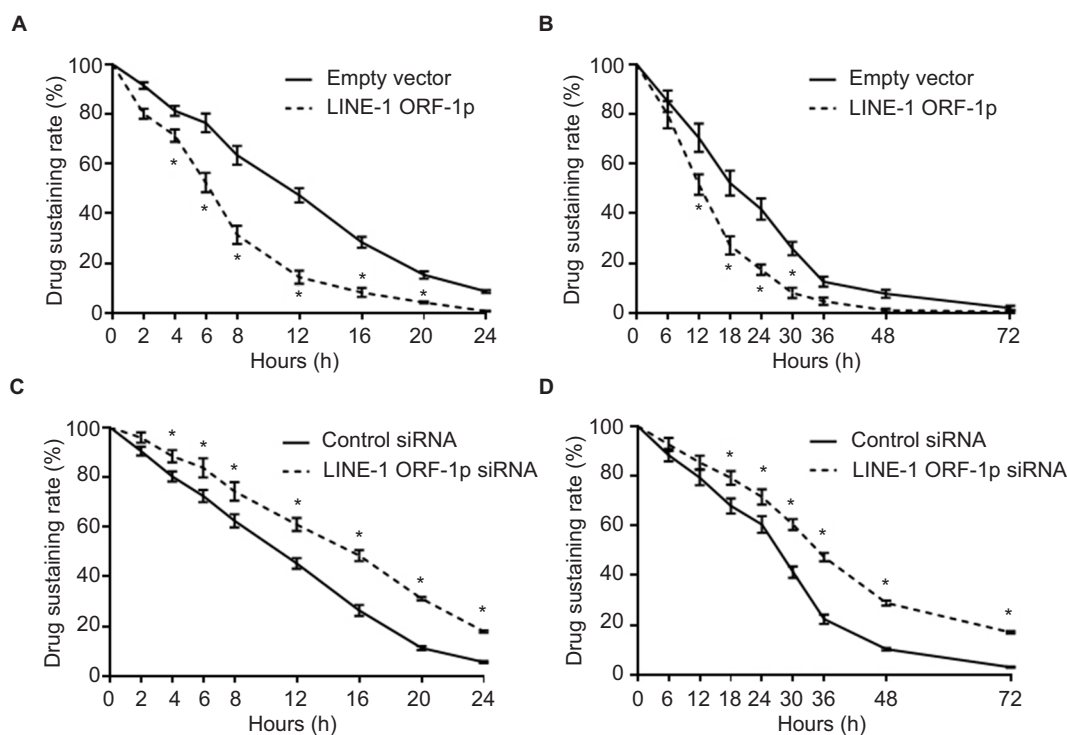 A
Drug sustaining rate (%)
100
80
60
40
20
0
Empty vector
LINE-1 ORF-1p
*
*
*
*
*
*
0 2 4 6 8 12 16 20 24
Hours (h)
B
Drug sustaining rate (%)
100
80
60
40
20
0
Empty vector
LINE-1 ORF-1p
*
*
*
*
0 6 12 18 24 30 36 48 72
Hours (h)
C
Drug sustaining rate (%)
100
80
60
40
20
0
Control siRNA
LINE-1 ORF-1p siRNA
*
*
*
*
*
*
*
0 2 4 6 8 12 16 20 24
Hours (h)
D
Drug sustaining rate (%)
100
80
60
40
20
0
Control siRNA
LINE-1 ORF-1p siRNA
*
*
*
*
*
*
0 6 12 18 24 30 36 48 72
Hours (h)